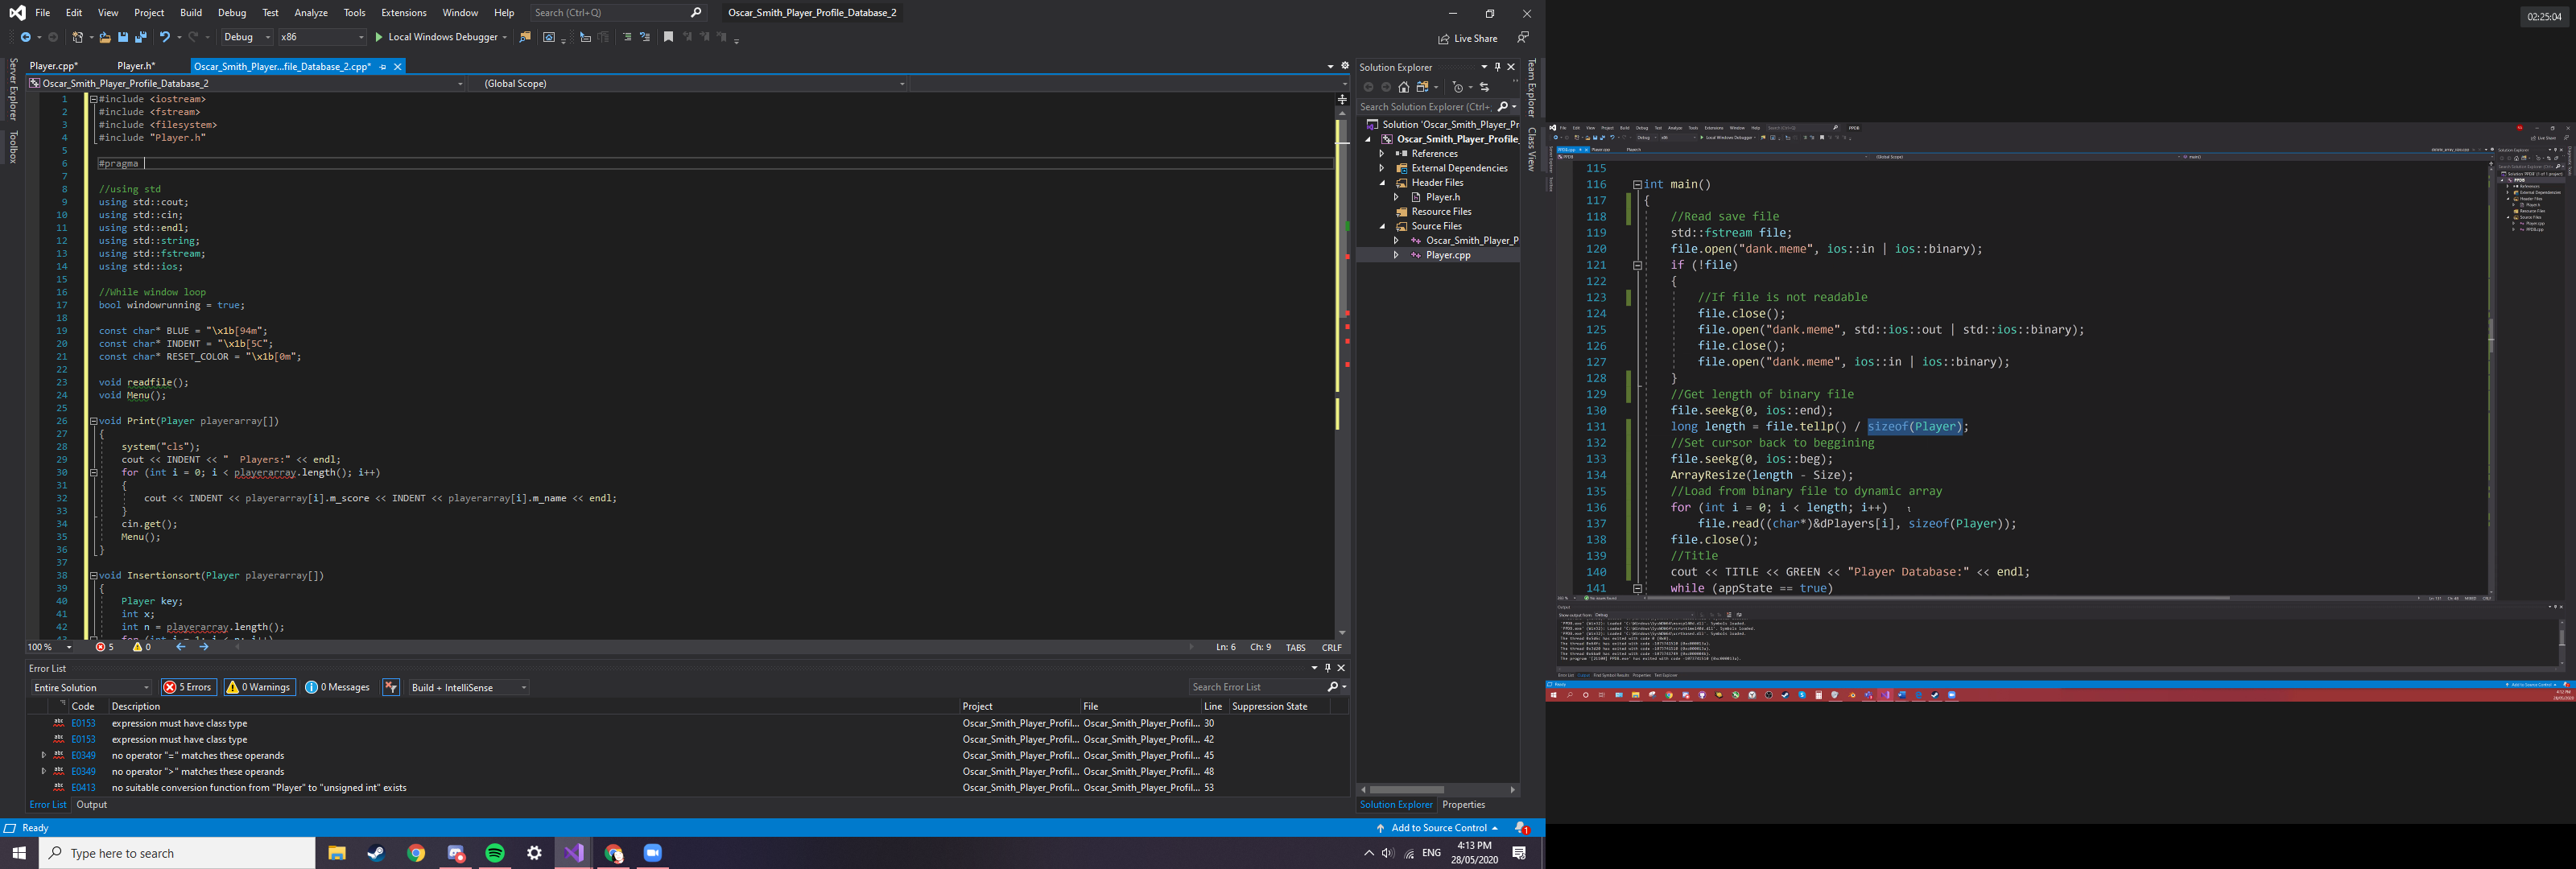 File Edit View Project Build Debug Test Analyze Tools Extensions Window Help Search (Ctrl+Q) Oscar_Smith_Player_Profile_Database_2
Debug x86 Local Windows Debugger Live Share
Player.cpp* Player.h* Oscar_Smith_Player...file_Database_2.cpp*
Oscar_Smith_Player_Profile_Database_2 (Global Scope)
Server Explorer
Toolbox
1 #include <iostream>
2 #include <fstream>
3 #include <filesystem>
4 #include "Player.h"
5
6 #pragma
7
8 //using std
9 using std::cout;
10 using std::cin;
11 using std::endl;
12 using std::string;
13 using std::fstream;
14 using std::ios;
15
16 //While window loop
17 bool windowrunning = true;
18
19 const char* BLUE = "\x1b[94m";
20 const char* INDENT = "\x1b[5C";
21 const char* RESET_COLOR = "\x1b[0m";
22
23 void readfile();
24 void Menu();
25
26 void Print(Player playerarray[])
27 {
28 system("cls");
29 cout << INDENT << "  Players:" << endl;
30 for (int i = 0; i < playerarray.length(); i++)
31 {
32 cout << INDENT << playerarray[i].m_score << INDENT << playerarray[i].m_name << endl;
33 }
34 cin.get();
35 Menu();
36 }
37
38 void Insertionsort(Player playerarray[])
39 {
40 Player key;
41 int x;
42 int n = playerarray.length();
100 % 5 0 Ln: 6 Ch: 9 TABS CRLF
Error List
Entire Solution 5 Errors 0 Warnings 0 Messages Build + IntelliSense Search Error List
Code Description Project File Line Suppression State
E0153 expression must have class type Oscar_Smith_Player_Profil... Oscar_Smith_Player_Profil... 30
E0153 expression must have class type Oscar_Smith_Player_Profil... Oscar_Smith_Player_Profil... 42
E0349 no operator "=" matches these operands Oscar_Smith_Player_Profil... Oscar_Smith_Player_Profil... 45
E0349 no operator ">" matches these operands Oscar_Smith_Player_Profil... Oscar_Smith_Player_Profil... 48
E0413 no suitable conversion function from "Player" to "unsigned int" exists Oscar_Smith_Player_Profil... Oscar_Smith_Player_Profil... 53
Error List Output
Solution Explorer
Search Solution Explorer (Ctrl+;
Solution 'Oscar_Smith_Player_Pr
Oscar_Smith_Player_Profile_
References
External Dependencies
Header Files
Player.h
Resource Files
Source Files
Oscar_Smith_Player_P
Player.cpp
Solution Explorer Properties
Team Explorer
Class View
Ready Add to Source Control 1
Type here to search ENG 4:13 PM
28/05/2020
02:25:04
115
116 int main()
117 {
118 //Read save file
119 std::fstream file;
120 file.open("dank.meme", ios::in | ios::binary);
121 if (!file)
122 {
123 //If file is not readable
124 file.close();
125 file.open("dank.meme", std::ios::out | std::ios::binary);
126 file.close();
127 file.open("dank.meme", ios::in | ios::binary);
128 }
129 //Get length of binary file
130 file.seekg(0, ios::end);
131 long length = file.tellp() / sizeof(Player);
132 //Set cursor back to beggining
133 file.seekg(0, ios::beg);
134 ArrayResize(length - Size);
135 //Load from binary file to dynamic array
136 for (int i = 0; i < length; i++)
137 file.read((char*)&dPlayers[i], sizeof(Player));
138 file.close();
139 //Title
140 cout << TITLE << GREEN << "Player Database:" << endl;
141 while (appState == true)